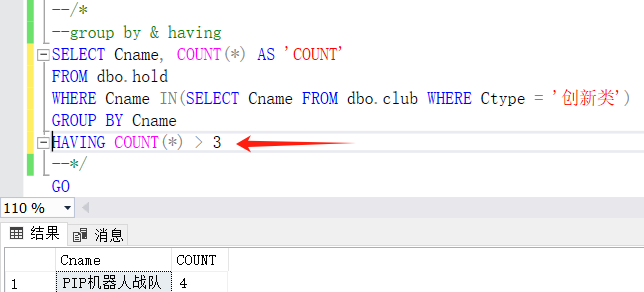 --/*
--group by & having
SELECT Cname, COUNT(*) AS 'COUNT'
FROM dbo.hold
WHERE Cname IN(SELECT Cname FROM dbo.club WHERE Ctype = '创新类')
GROUP BY Cname
HAVING COUNT(*) > 3
--*/
GO
110 %
结果 消息
Cname COUNT
1 PIP机器人战队 4